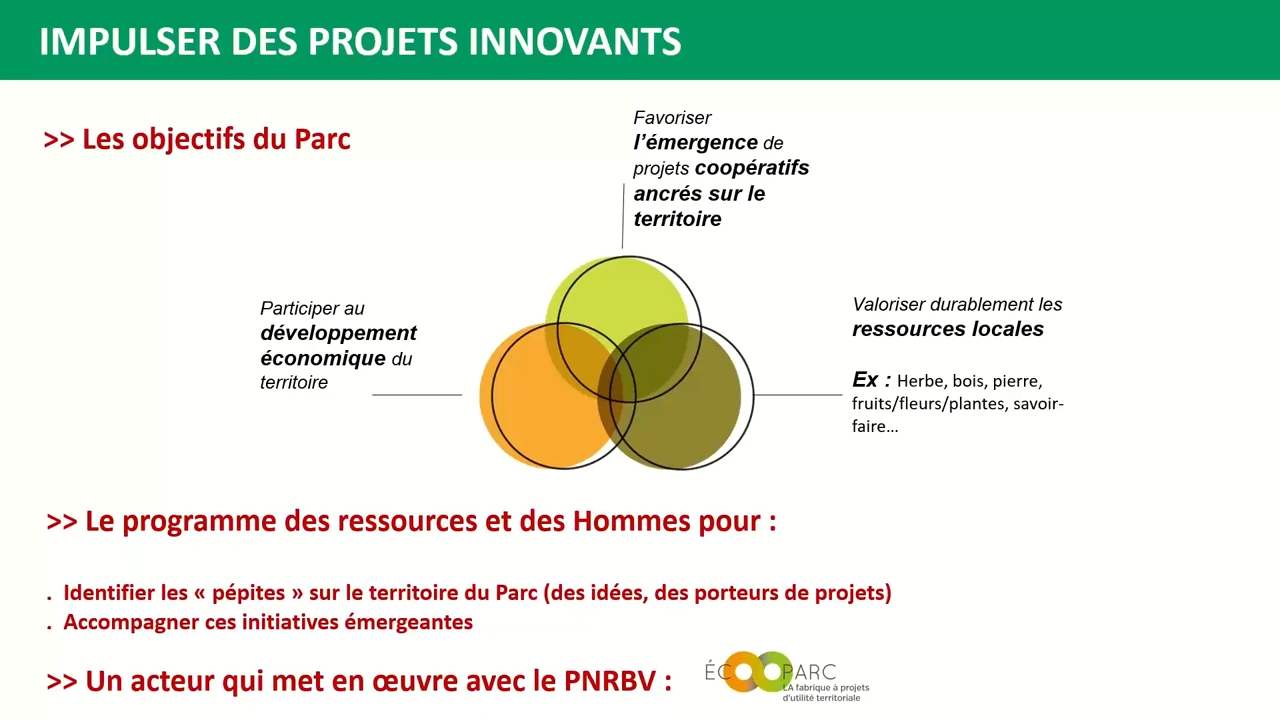 IMPULSER DES PROJETS INNOVANTS
>> Les objectifs du Parc
Favoriser
l’émergence de
projets coopératifs
ancrés sur le
territoire
Participer au
développement
économique du
territoire
Valoriser durablement les
ressources locales
Ex : Herbe, bois, pierre,
fruits/fleurs/plantes, savoir-
faire…
>> Le programme des ressources et des Hommes pour :
. Identifier les « pépites » sur le territoire du Parc (des idées, des porteurs de projets)
. Accompagner ces initiatives émergeantes
>> Un acteur qui met en œuvre avec le PNRBV :
ÉCOOPARC
LA fabrique à projets
d'utilité territoriale